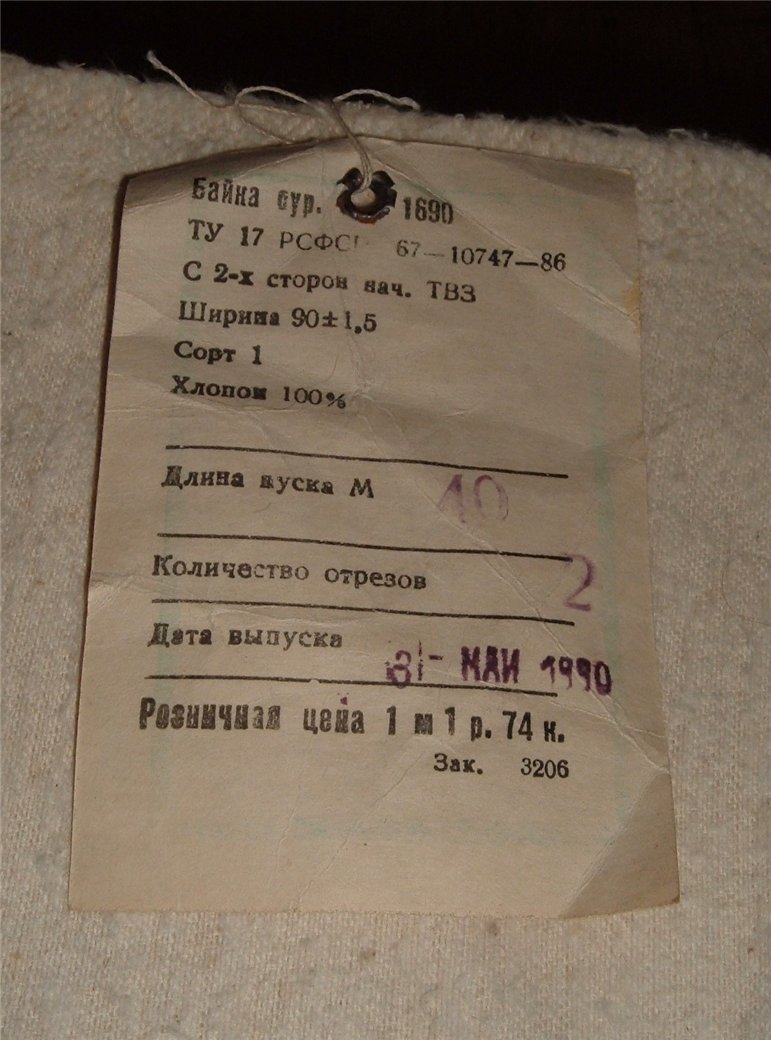 Байка сур. 1690
ТУ 17 РСФСР 67—10747—86
С 2-х сторон нач. ТВЗ
Ширина 90±1,5
Сорт 1
Хлопок 100%
Длина куска М 40
Количество отрезов 2
Дата выпуска 31- МАЙ 1990
Розничная цена 1 м 1 р. 74 к.
Зак. 3206